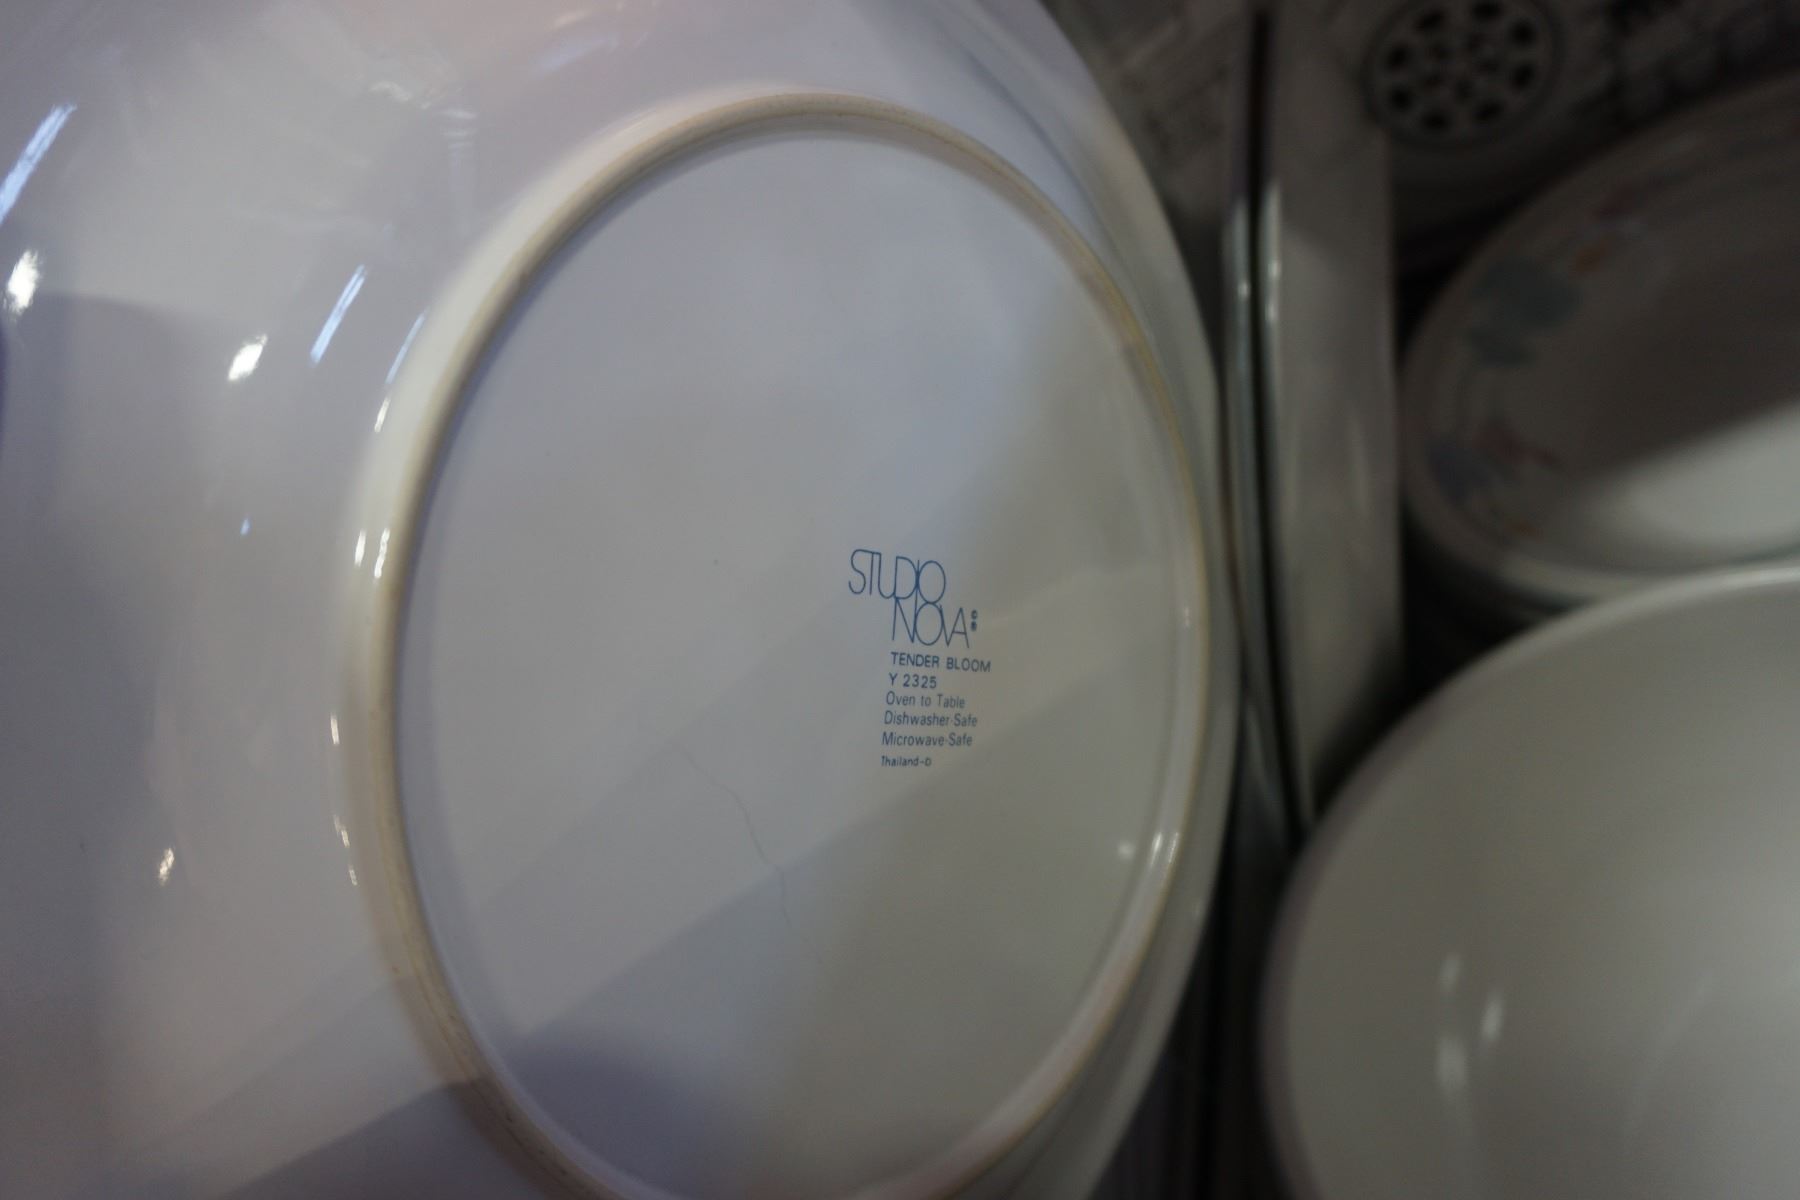 STUDIO
NOVA ©®
TENDER BLOOM
Y 2325
Oven to Table
Dishwasher-Safe
Microwave-Safe
Thailand-D